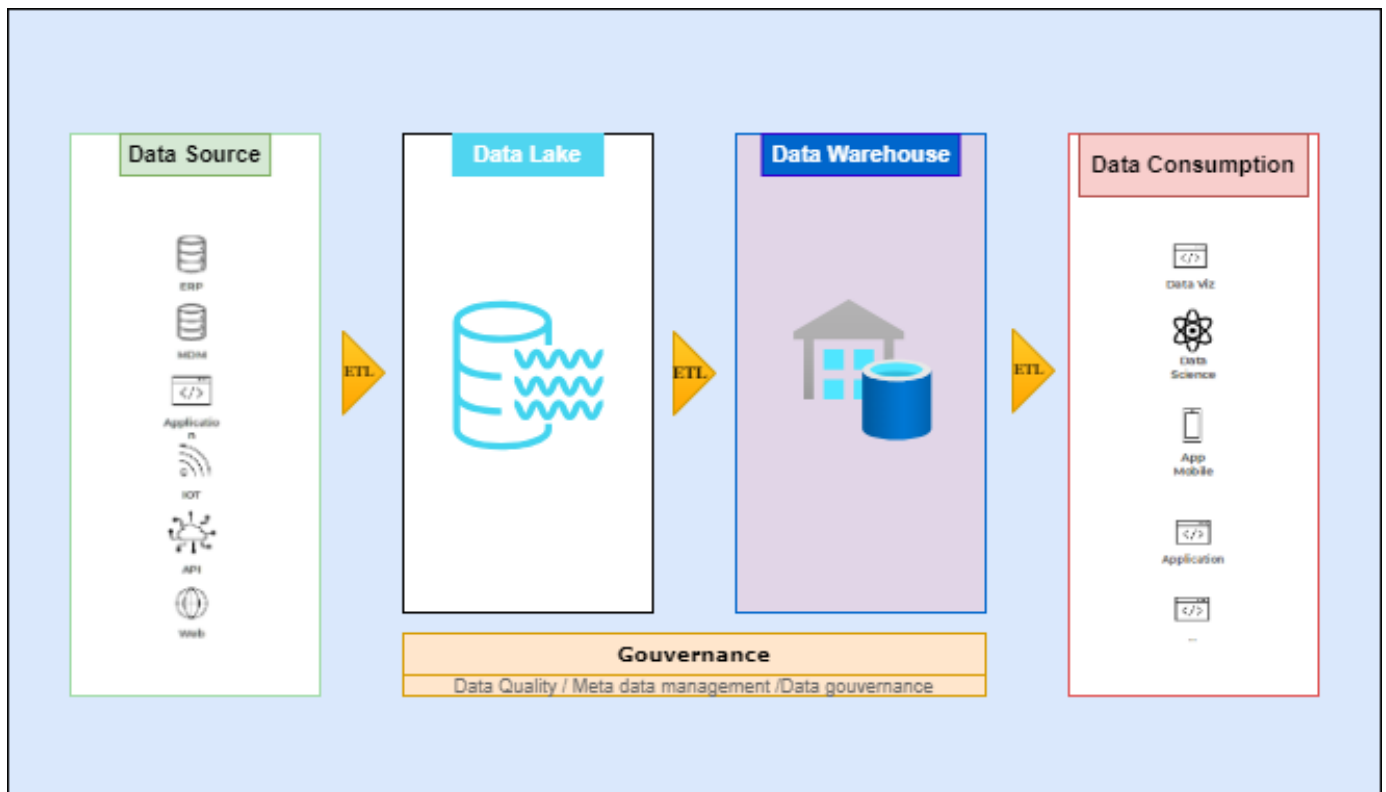 Data Source
ERP
MDM
Applicatio
n
IOT
API
Web
ETL
Data Lake
ETL
Data Warehouse
ETL
Data Consumption
Data Viz
Data
Science
App
Mobile
Application
...
Gouvernance
Data Quality / Meta data management /Data gouvernance